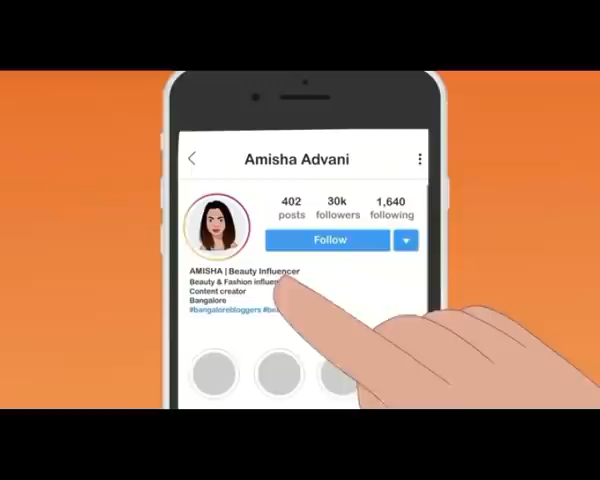 Amisha Advani
402 30k 1,640
posts followers following
Follow
AMISHA | Beauty Influencer
Beauty & Fashion
Content creator
Bangalore
#bangalorebloggers